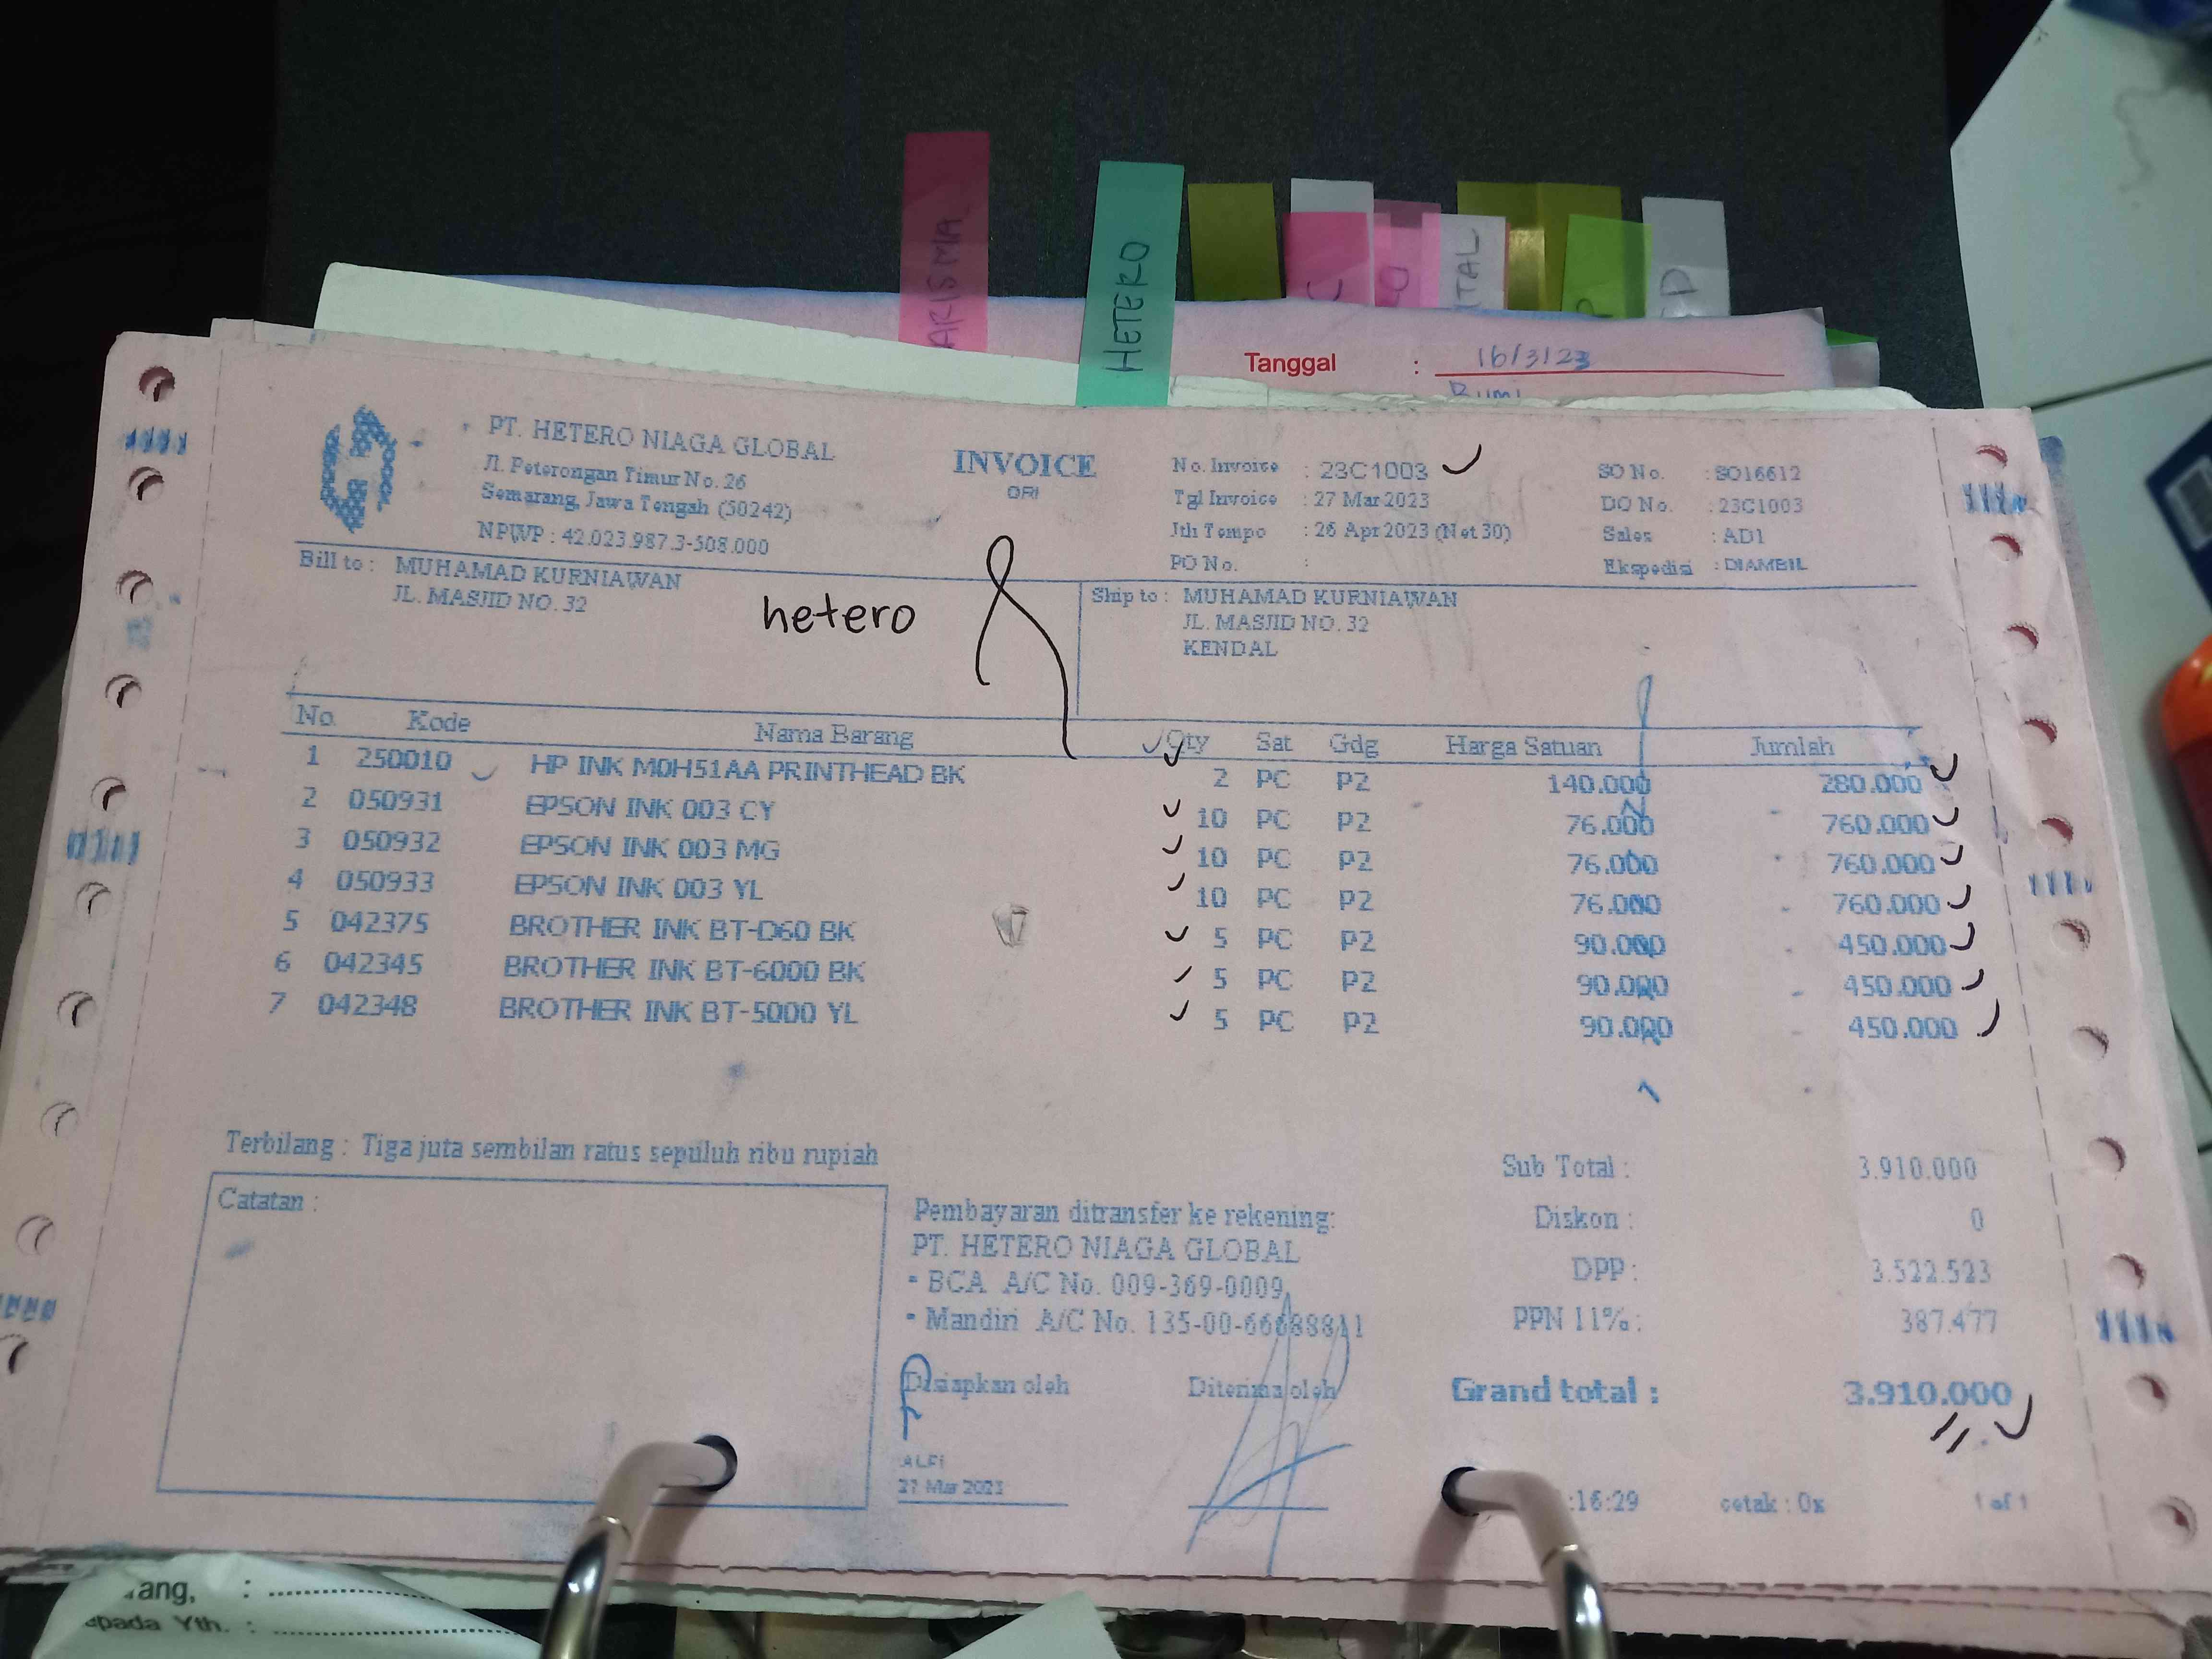 ARISMA
HETERO
ITAL
Tanggal : 16/3/23
Bumi
PT. HETERO NIAGA GLOBAL
Jl. Peterongan Timur No. 26
Semarang, Jawa Tengah (50242)
NPWP : 42.023.987.3-508.000
INVOICE
ORI
No. Invoice : 23C1003
Tgl Invoice : 27 Mar 2023
Jth Tempo : 26 Apr 2023 (Net 30)
PO No. :
SO No. : SO16612
DO No. : 23C1003
Sales : AD1
Ekspedisi : DIAMBIL
Bill to : MUHAMAD KURNIAWAN
JL. MASJID NO. 32
hetero
Ship to : MUHAMAD KURNIAWAN
JL. MASJID NO. 32
KENDAL
No Kode Nama Barang Qty Sat Gdg Harga Satuan Jumlah
1 250010 HP INK M0H51AA PRINTHEAD BK 2 PC P2 140.000 280.000
2 050931 EPSON INK 003 CY 10 PC P2 76.000 760.000
3 050932 EPSON INK 003 MG 10 PC P2 76.000 760.000
4 050933 EPSON INK 003 YL 10 PC P2 76.000 760.000
5 042375 BROTHER INK BT-D60 BK 5 PC P2 90.000 450.000
6 042345 BROTHER INK BT-6000 BK 5 PC P2 90.000 450.000
7 042348 BROTHER INK BT-5000 YL 5 PC P2 90.000 450.000
Terbilang : Tiga juta sembilan ratus sepuluh ribu rupiah
Catatan :
Pembayaran ditransfer ke rekening:
PT. HETERO NIAGA GLOBAL
- BCA A/C No. 009-369-0009
- Mandiri A/C No. 135-00-66688811
Disiapkan oleh
ALFI
27 Mar 2023
Diterima oleh
Sub Total : 3.910.000
Diskon : 0
DPP : 3.522.523
PPN 11% : 387.477
Grand total : 3.910.000
:16:29 cetak : 0x 1 of 1
rang, :
epada Yth. :